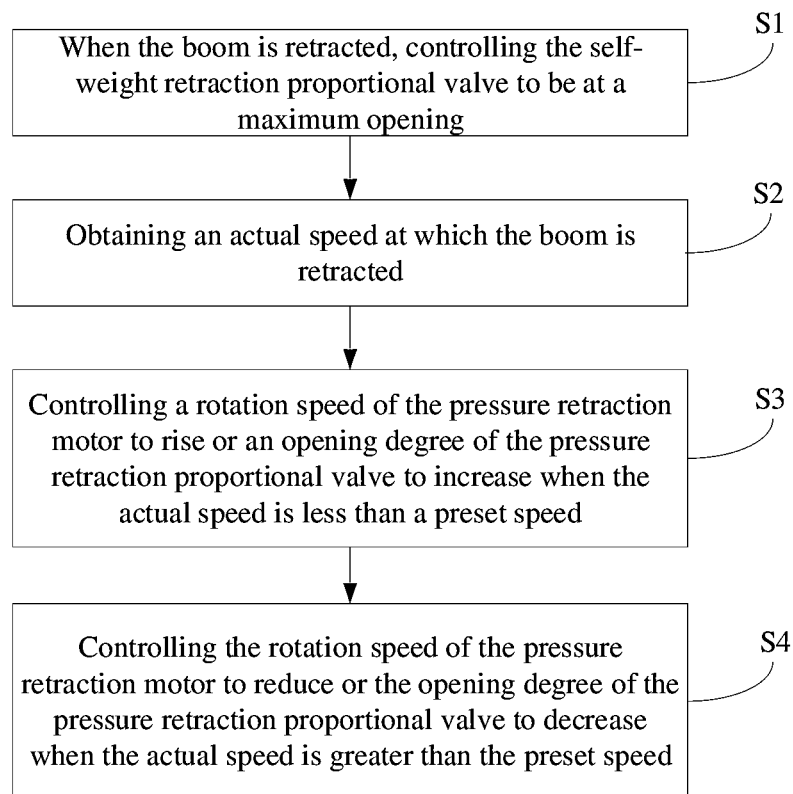 S1
When the boom is retracted, controlling the self-
weight retraction proportional valve to be at a
maximum opening
S2
Obtaining an actual speed at which the boom is
retracted
S3
Controlling a rotation speed of the pressure retraction
motor to rise or an opening degree of the pressure
retraction proportional valve to increase when the
actual speed is less than a preset speed
S4
Controlling the rotation speed of the pressure
retraction motor to reduce or the opening degree of the
pressure retraction proportional valve to decrease
when the actual speed is greater than the preset speed